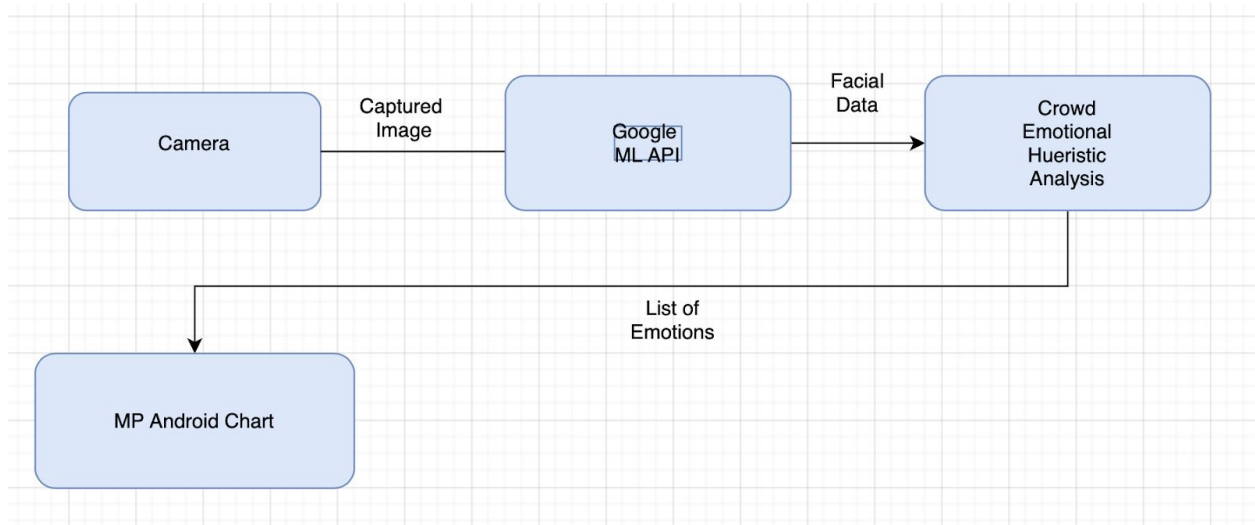 Camera
Captured
Image
Google
ML API
Facial
Data
Crowd
Emotional
Hueristic
Analysis
List of
Emotions
MP Android Chart